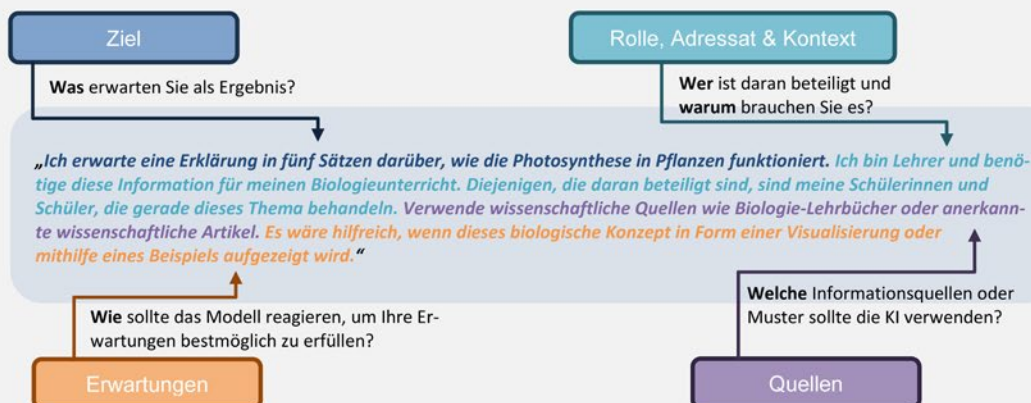 Ziel
Rolle, Adressat & Kontext
Was erwarten Sie als Ergebnis?
Wer ist daran beteiligt und
warum brauchen Sie es?
„Ich erwarte eine Erklärung in fünf Sätzen darüber, wie die Photosynthese in Pflanzen funktioniert. Ich bin Lehrer und benö-
tige diese Information für meinen Biologieunterricht. Diejenigen, die daran beteiligt sind, sind meine Schülerinnen und
Schüler, die gerade dieses Thema behandeln. Verwende wissenschaftliche Quellen wie Biologie-Lehrbücher oder anerkann-
te wissenschaftliche Artikel. Es wäre hilfreich, wenn dieses biologische Konzept in Form einer Visualisierung oder
mithilfe eines Beispiels aufgezeigt wird.“
Wie sollte das Modell reagieren, um Ihre Er-
wartungen bestmöglich zu erfüllen?
Welche Informationsquellen oder
Muster sollte die KI verwenden?
Erwartungen
Quellen